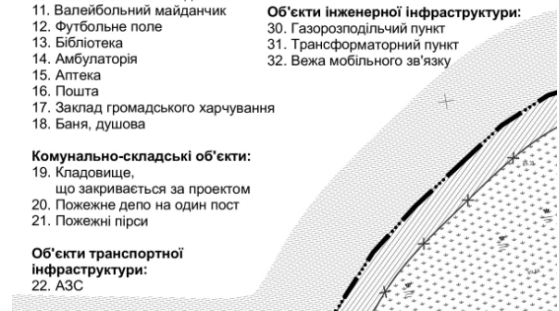 11. Валейбольний майданчик
12. Футбольне поле
13. Бібліотека
14. Амбулаторія
15. Аптека
16. Пошта
17. Заклад громадського харчування
18. Баня, душова
Комунально-складські об'єкти:
19. Кладовище,
що закривається за проектом
20. Пожежне депо на один пост
21. Пожежні пірси
Об'єкти транспортної
інфраструктури:
22. АЗС
Об'єкти інженерної інфраструктури:
30. Газорозподільчий пункт
31. Трансформаторний пункт
32. Вежа мобільного зв'язку